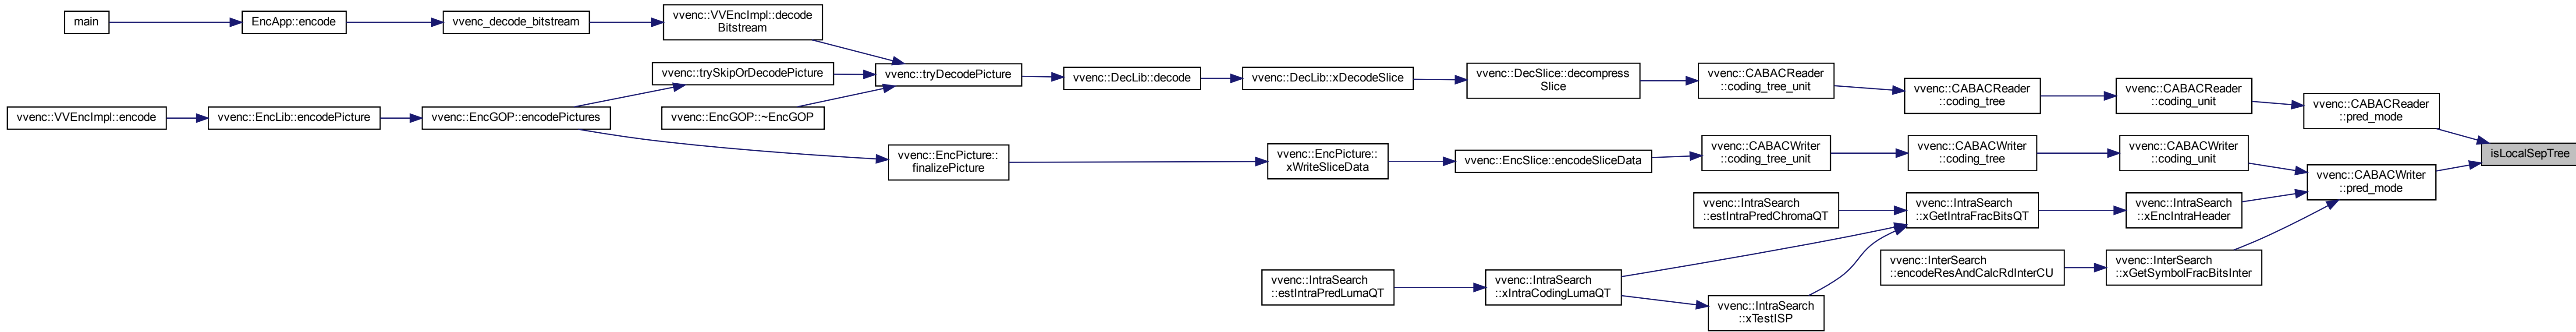 main
EncApp::encode
vvenc_decode_bitstream
vvenc::VVEncImpl::decode
Bitstream
vvenc::trySkipOrDecodePicture
vvenc::tryDecodePicture
vvenc::DecLib::decode
vvenc::DecLib::xDecodeSlice
vvenc::DecSlice::decompress
Slice
vvenc::CABACReader
::coding_tree_unit
vvenc::CABACReader
::coding_tree
vvenc::CABACReader
::coding_unit
vvenc::CABACReader
::pred_mode
vvenc::VVEncImpl::encode
vvenc::EncLib::encodePicture
vvenc::EncGOP::encodePictures
vvenc::EncGOP::~EncGOP
vvenc::EncPicture::
finalizePicture
vvenc::EncPicture::
xWriteSliceData
vvenc::EncSlice::encodeSliceData
vvenc::CABACWriter
::coding_tree_unit
vvenc::CABACWriter
::coding_tree
vvenc::CABACWriter
::coding_unit
isLocalSepTree
vvenc::CABACWriter
::pred_mode
vvenc::IntraSearch
::estIntraPredChromaQT
vvenc::IntraSearch
::xGetIntraFracBitsQT
vvenc::IntraSearch
::xEncIntraHeader
vvenc::InterSearch
::encodeResAndCalcRdInterCU
vvenc::InterSearch
::xGetSymbolFracBitsInter
vvenc::IntraSearch
::estIntraPredLumaQT
vvenc::IntraSearch
::xIntraCodingLumaQT
vvenc::IntraSearch
::xTestISP